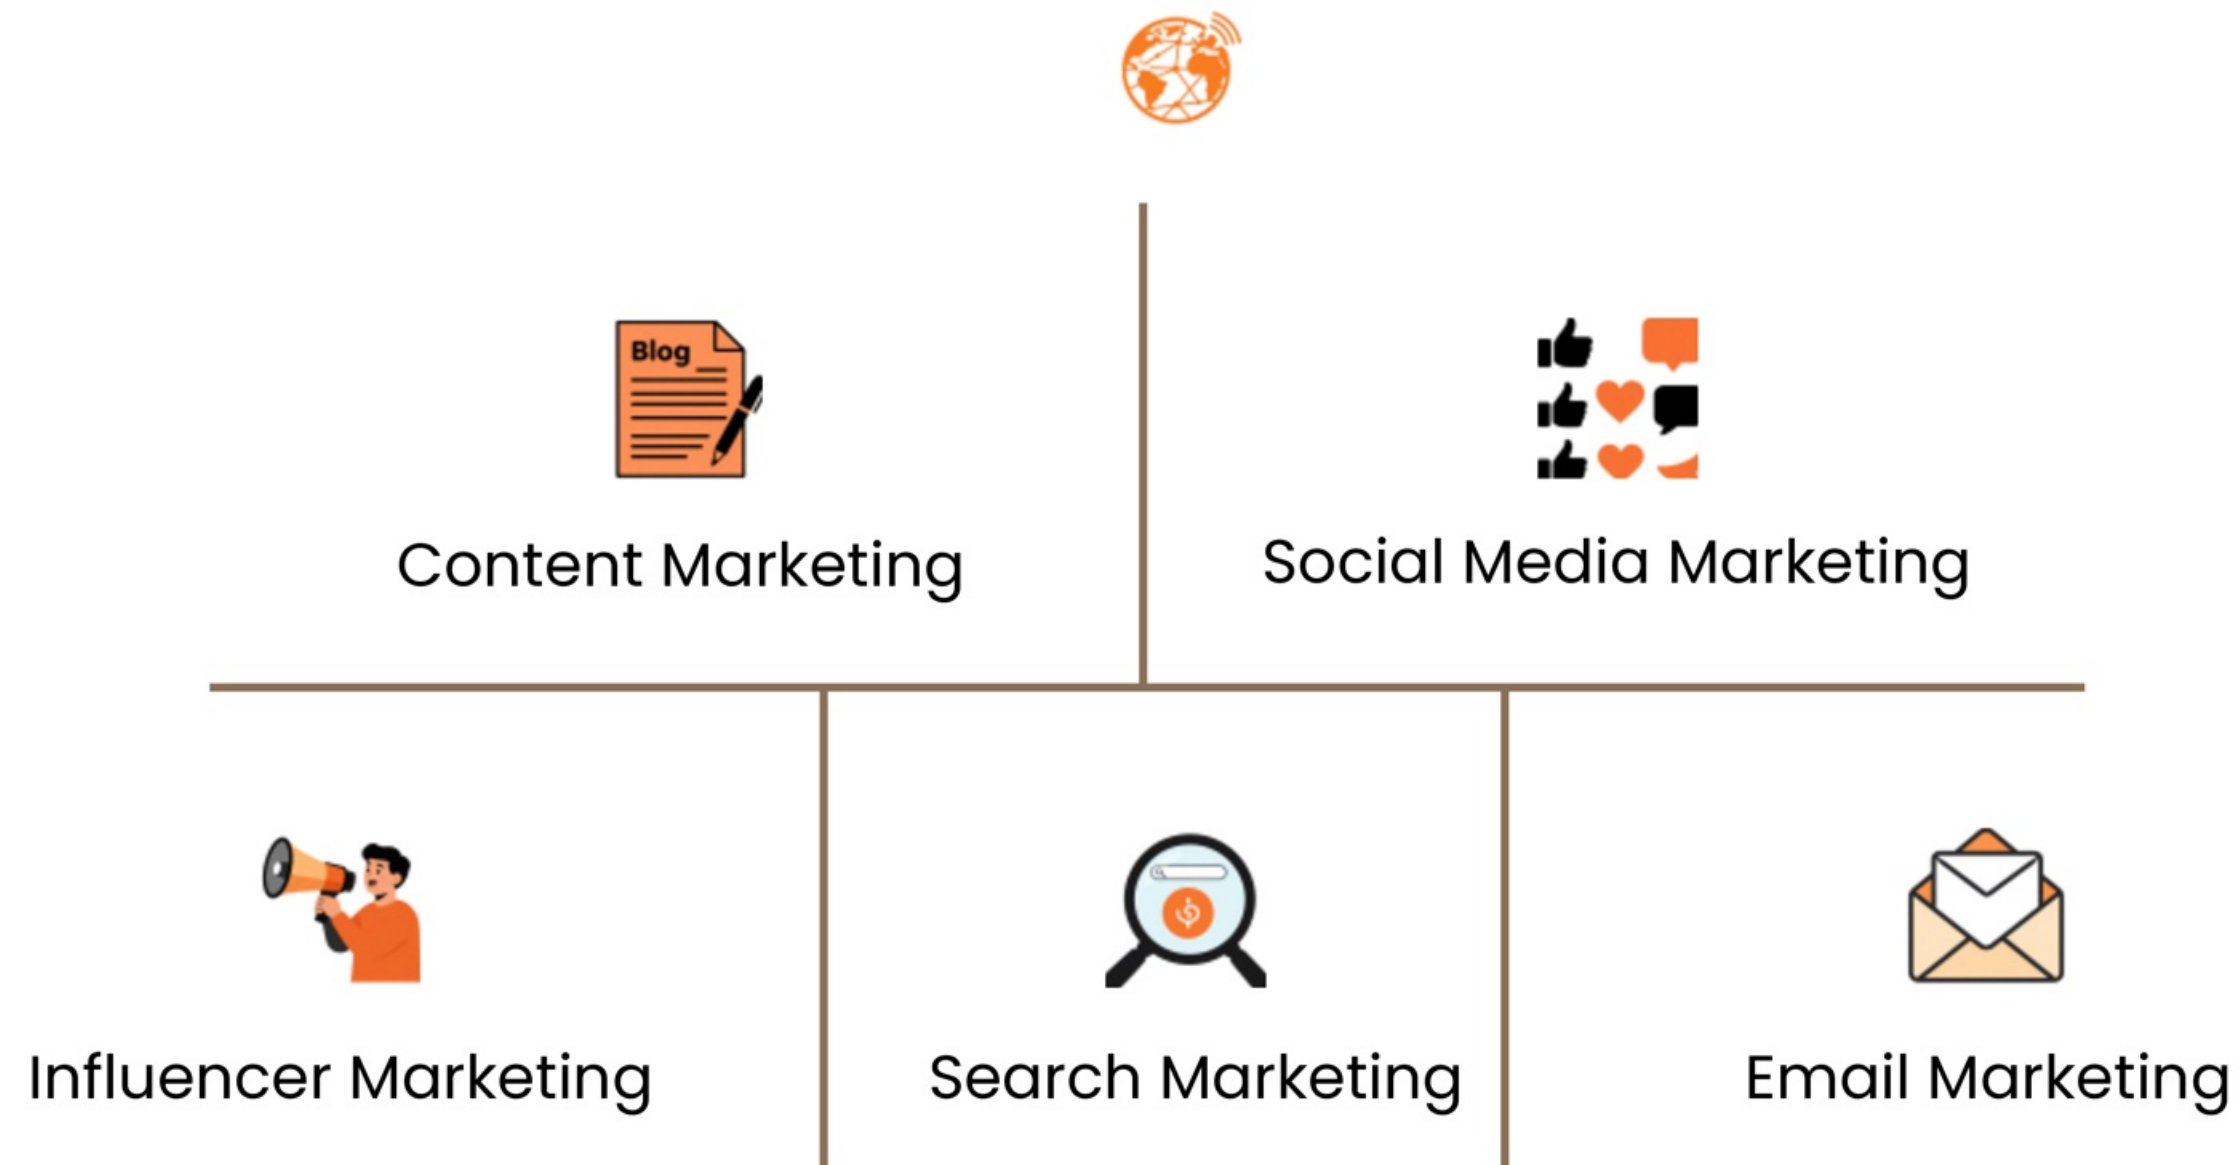 Blog
Content Marketing
Social Media Marketing
Influencer Marketing
Search Marketing
Email Marketing